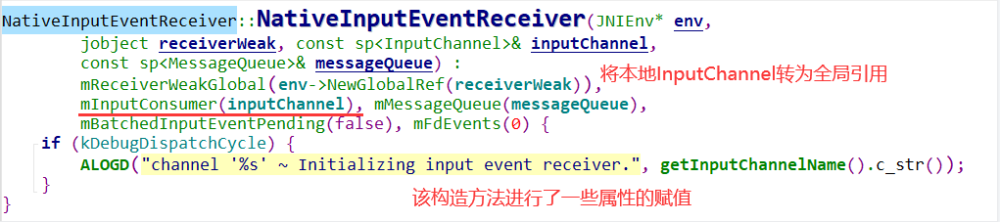 NativeInputEventReceiver::NativeInputEventReceiver(JNIEnv* env,
jobject receiverWeak, const sp<InputChannel>& inputChannel,
const sp<MessageQueue>& messageQueue) :
mReceiverWeakGlobal(env->NewGlobalRef(receiverWeak)), 将本地InputChannel转为全局引用
mInputConsumer(inputChannel), mMessageQueue(messageQueue),
mBatchedInputEventPending(false), mFdEvents(0) {
if (kDebugDispatchCycle) {
ALOGD("channel '%s' ~ Initializing input event receiver.", getInputChannelName().c_str());
}
该构造方法进行了一些属性的赋值
}